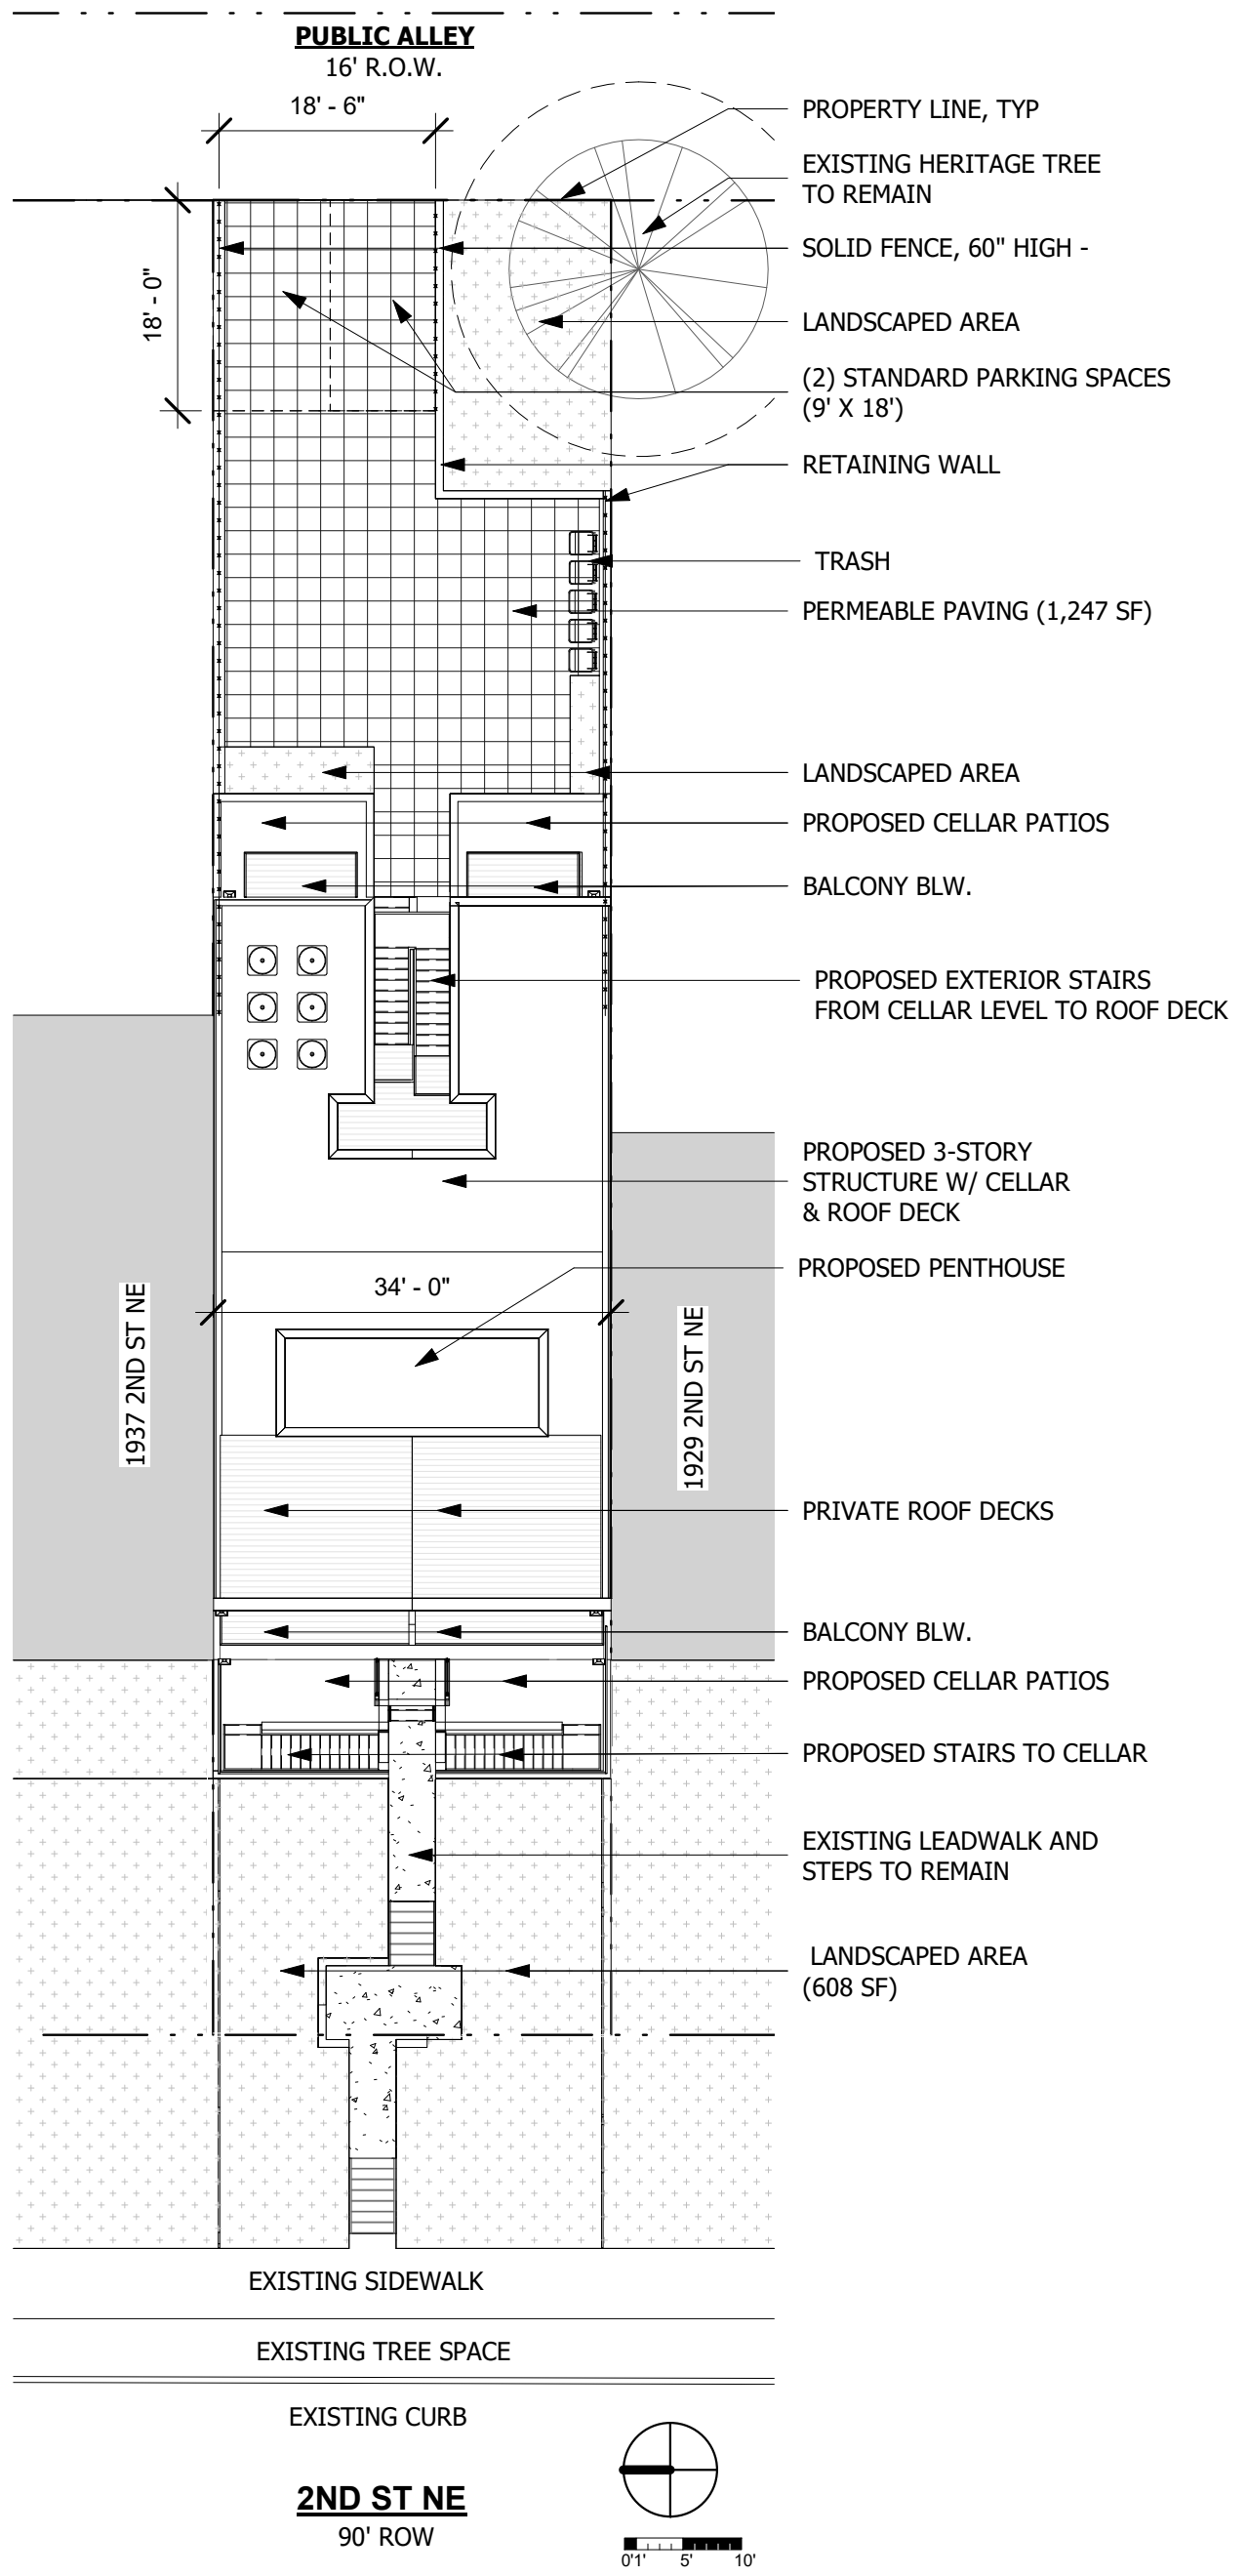 PUBLIC ALLEY
16' R.O.W.
18' - 6"
PROPERTY LINE, TYP
EXISTING HERITAGE TREE
TO REMAIN
SOLID FENCE, 60" HIGH -
18' - 0"
LANDSCAPED AREA
(2) STANDARD PARKING SPACES
(9' X 18')
RETAINING WALL
TRASH
PERMEABLE PAVING (1,247 SF)
LANDSCAPED AREA
PROPOSED CELLAR PATIOS
BALCONY BLW.
PROPOSED EXTERIOR STAIRS
FROM CELLAR LEVEL TO ROOF DECK
PROPOSED 3-STORY
STRUCTURE W/ CELLAR
& ROOF DECK
PROPOSED PENTHOUSE
34' - 0"
1937 2ND ST NE
1929 2ND ST NE
PRIVATE ROOF DECKS
BALCONY BLW.
PROPOSED CELLAR PATIOS
PROPOSED STAIRS TO CELLAR
EXISTING LEADWALK AND
STEPS TO REMAIN
LANDSCAPED AREA
(608 SF)
EXISTING SIDEWALK
EXISTING TREE SPACE
EXISTING CURB
2ND ST NE
90' ROW
0'1' 5' 10'